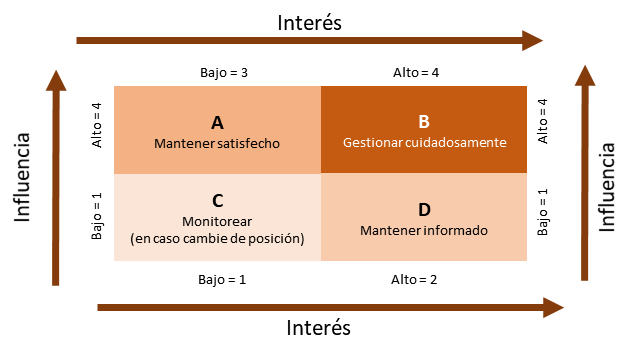 Interés
Bajo = 3
Alto = 4
Influencia
Alto = 4
Bajo = 1
A
Mantener satisfecho
B
Gestionar cuidadosamente
C
Monitorear
(en caso cambie de posición)
D
Mantener informado
Alto = 4
Bajo = 1
Influencia
Bajo = 1
Alto = 2
Interés